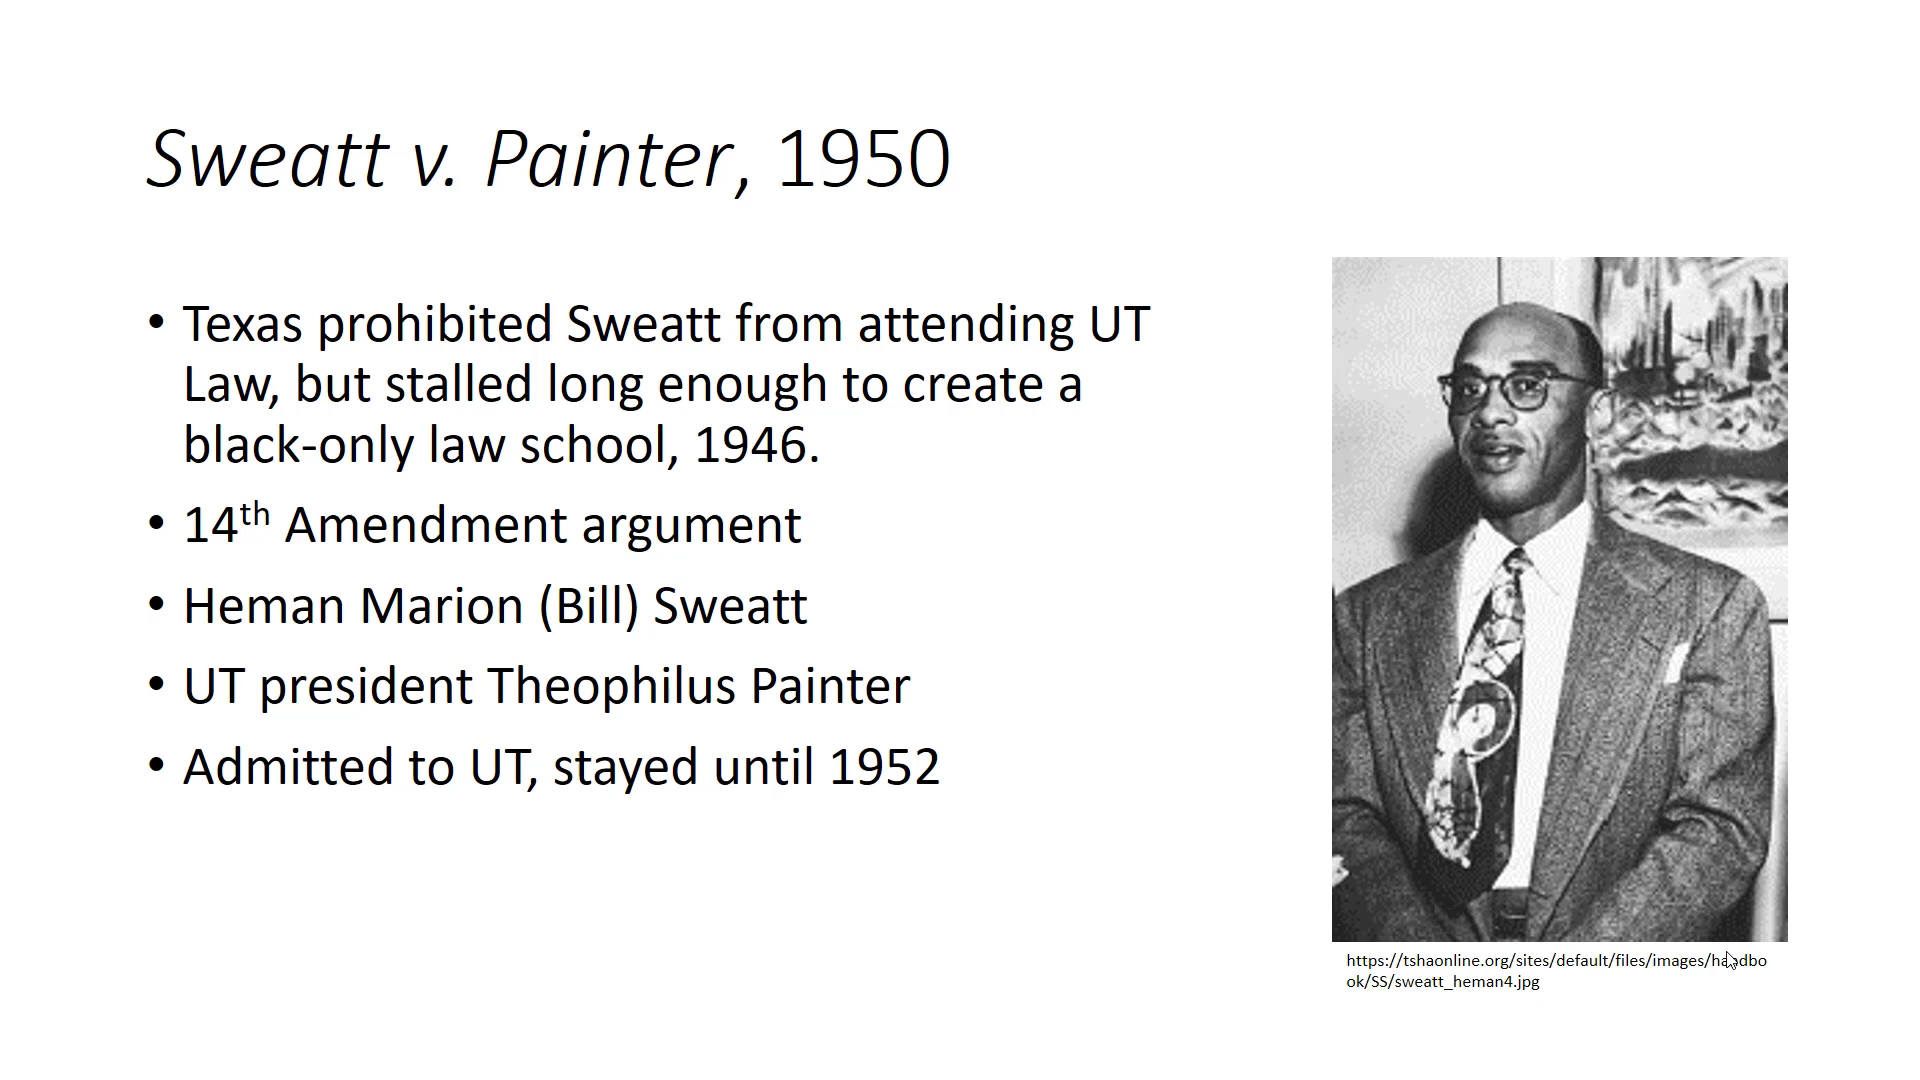 Sweatt v. Painter, 1950
• Texas prohibited Sweatt from attending UT
Law, but stalled long enough to create a
black-only law school, 1946.
• 14th Amendment argument
• Heman Marion (Bill) Sweatt
• UT president Theophilus Painter
• Admitted to UT, stayed until 1952
https://tshaonline.org/sites/default/files/images/handbo
ok/SS/sweatt_heman4.jpg